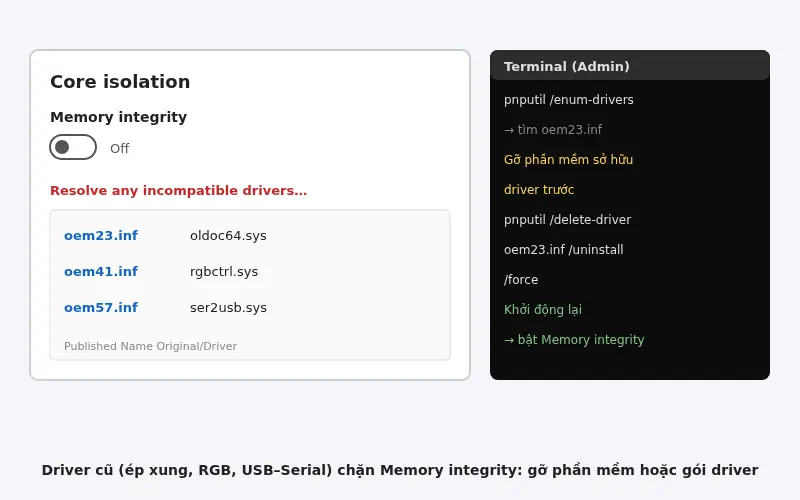 Core isolation
Memory integrity
Off
Resolve any incompatible drivers...
oem23.inf oldoc64.sys
oem41.inf rgbctrl.sys
oem57.inf ser2usb.sys
Published Name Original/Driver
Terminal (Admin)
pnputil /enum-drivers
→ tìm oem23.inf
Gỡ phần mềm sở hữu
driver trước
pnputil /delete-driver
oem23.inf /uninstall
/force
Khởi động lại
→ bật Memory integrity
Driver cũ (ép xung, RGB, USB–Serial) chặn Memory integrity: gỡ phần mềm hoặc gói driver